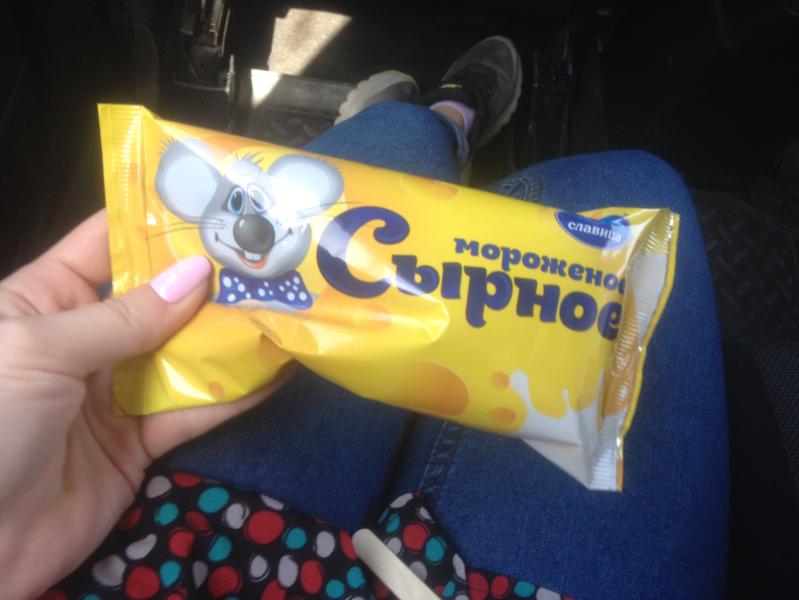 славица
мороженое
Сырное